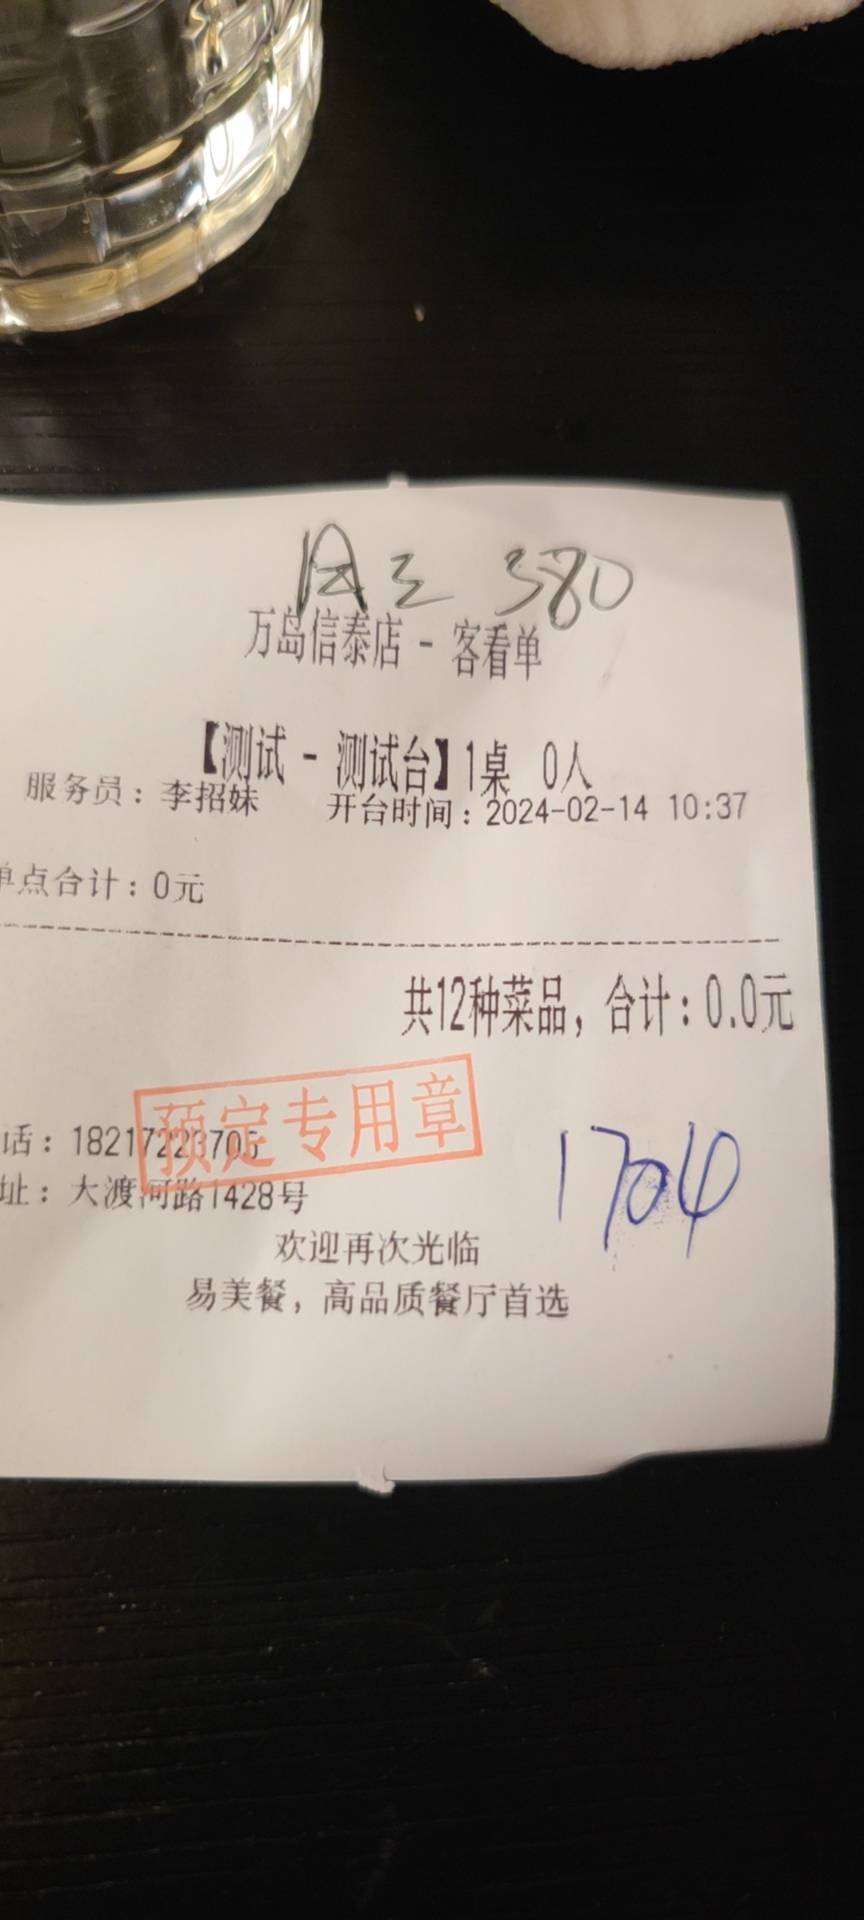 380
万岛信泰店 - 客看单
【测试 - 测试台】1桌 0人
服务员：李招妹 开台时间：2024-02-14 10:37
单点合计：0元
共12种菜品，合计：0.0元
预定专用章
话：18217223705
1704
址：大渡河路1428号
欢迎再次光临
易美餐，高品质餐厅首选